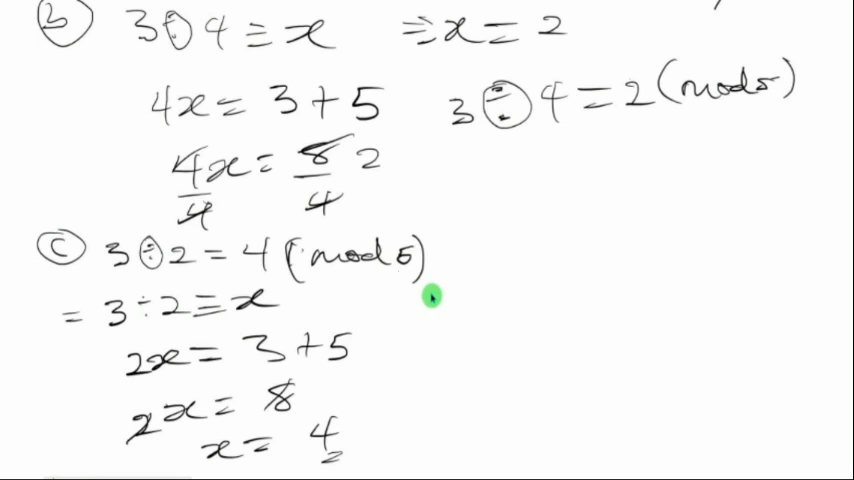 b 3 ÷ 4 ≡ x ⇒ x = 2
4x = 3 + 5
3 ÷ 4 = 2 (mod 5)
4x = 8 2
4 4
c 3 ÷ 2 = 4 (mod 5)
= 3 ÷ 2 ≡ x
2x = 3 + 5
2x = 8
x = 4